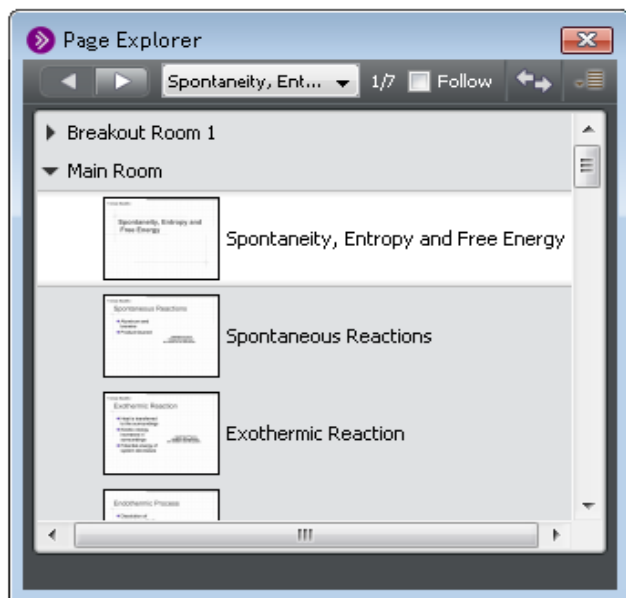 Page Explorer
Spontaneity, Ent... 1/7 Follow
Breakout Room 1
Main Room
Spontaneity, Entropy and
Free Energy
Spontaneity, Entropy and Free Energy
Spontaneous Reactions
Spontaneous Reactions
Exothermic Reaction
Exothermic Reaction
Endothermic Process